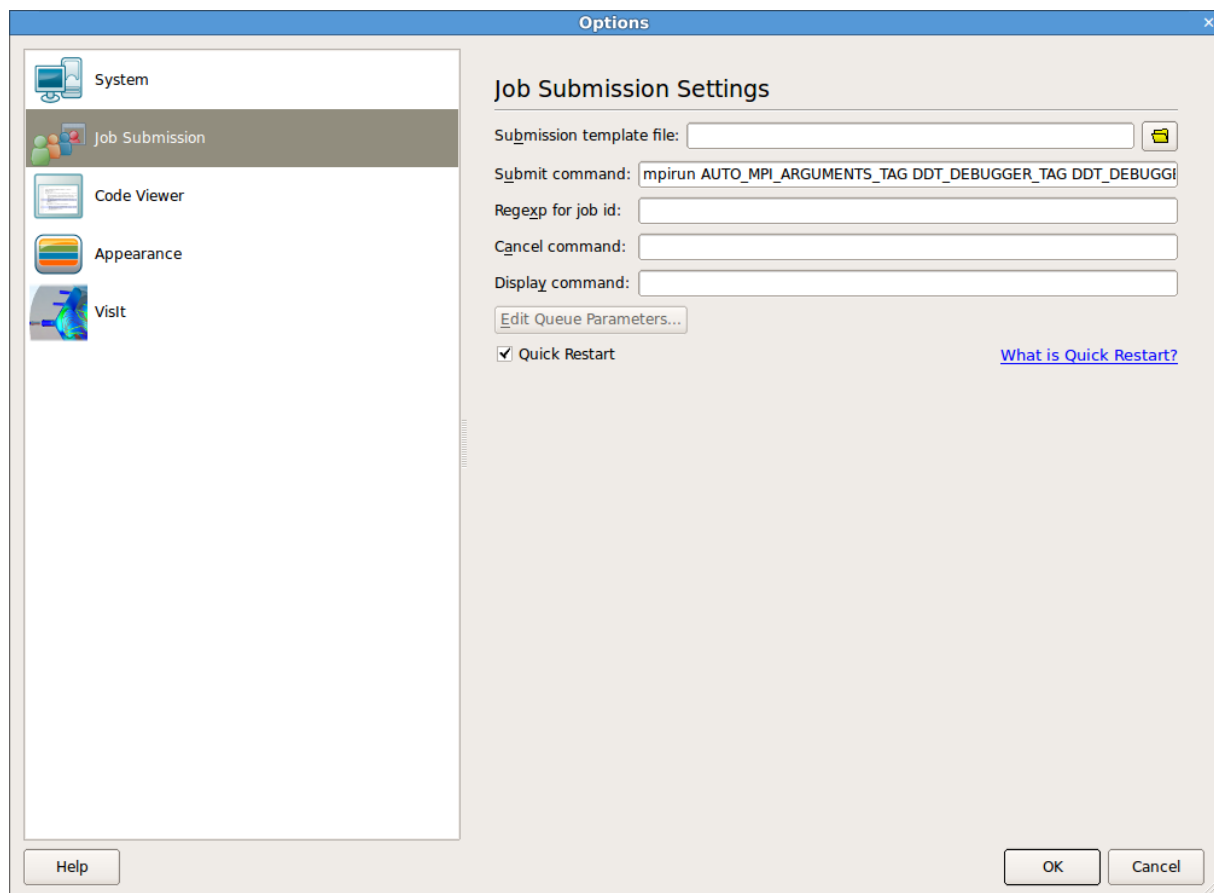 Options
System
Job Submission
Code Viewer
Appearance
VisIt
Job Submission Settings
Submission template file:
Submit command: mpirun AUTO_MPI_ARGUMENTS_TAG DDT_DEBUGGER_TAG
Regexp for job id:
Cancel command:
Display command:
Edit Queue Parameters...
Quick Restart What is Quick Restart?
Help OK Cancel